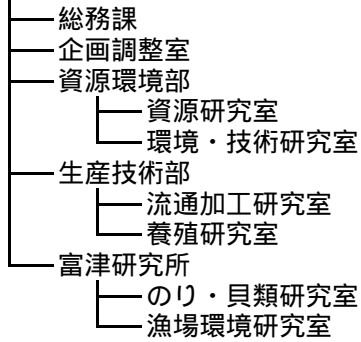 総務課
企画調整室
資源環境部
資源研究室
環境・技術研究室
生産技術部
流通加工研究室
養殖研究室
富津研究所
のり・貝類研究室
漁場環境研究室